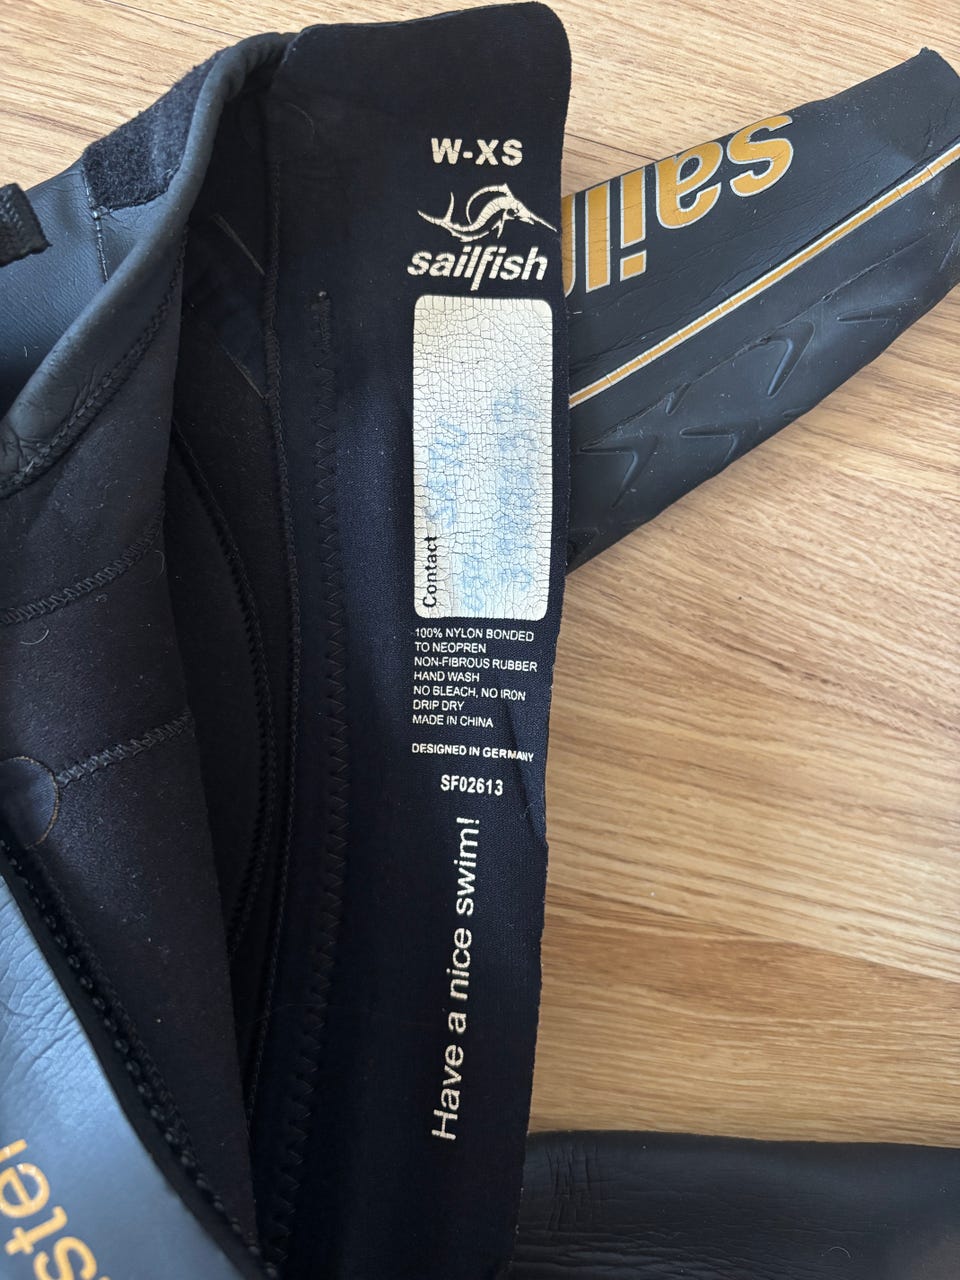 W-XS
sailfish
Contact
100% NYLON BONDED
TO NEOPREN
NON-FIBROUS RUBBER
HAND WASH
NO BLEACH, NO IRON
DRIP DRY
MADE IN CHINA
DESIGNED IN GERMANY
SF02613
Have a nice swim!